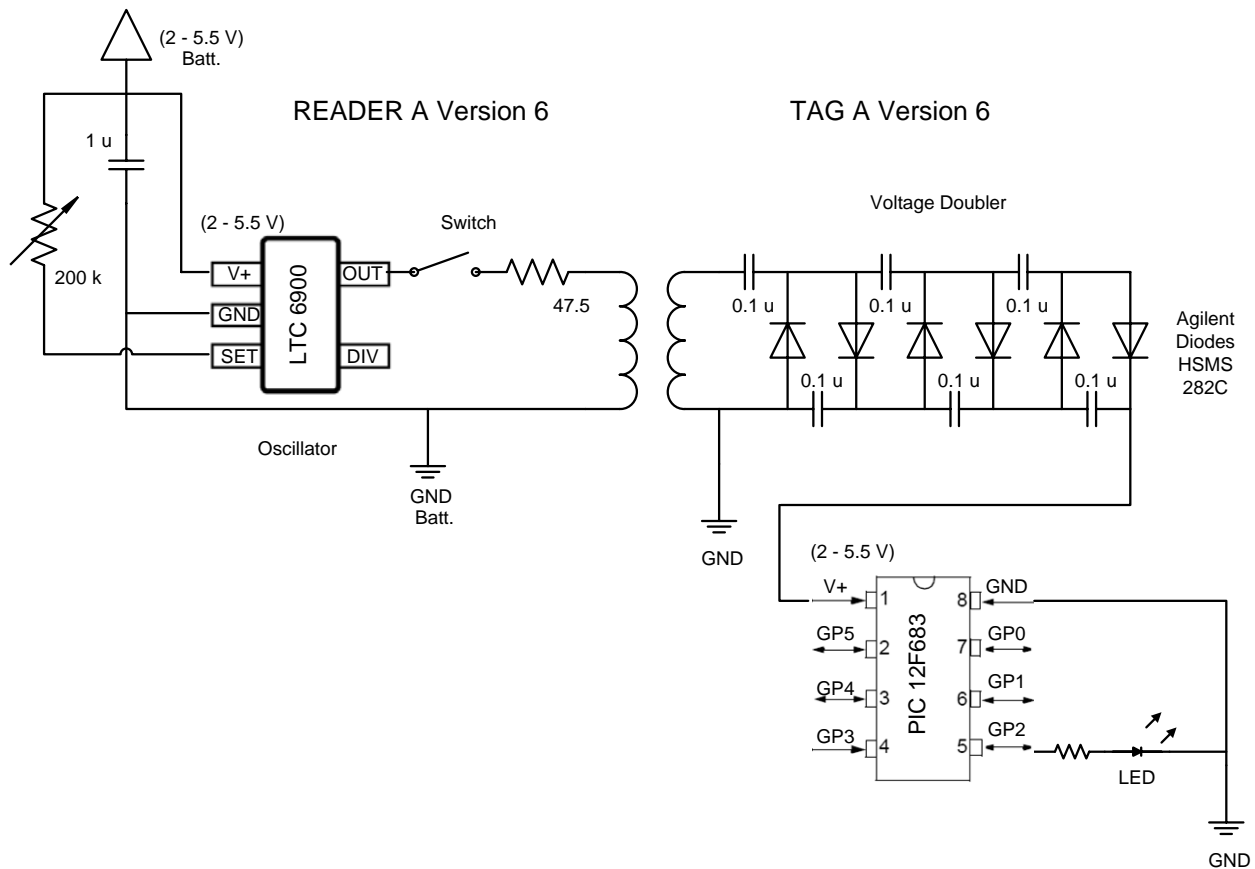 (2 - 5.5 V)
Batt.
READER A Version 6
TAG A Version 6
1 u
200 k
(2 - 5.5 V)
Switch
V+
OUT
GND
SET
DIV
LTC 6900
47.5
Oscillator
GND
Batt.
Voltage Doubler
0.1 u
0.1 u
0.1 u
0.1 u
0.1 u
0.1 u
Agilent
Diodes
HSMS
282C
GND
(2 - 5.5 V)
V+
1
8
GND
GP5
2
7
GP0
GP4
3
6
GP1
GP3
4
5
GP2
PIC 12F683
LED
GND